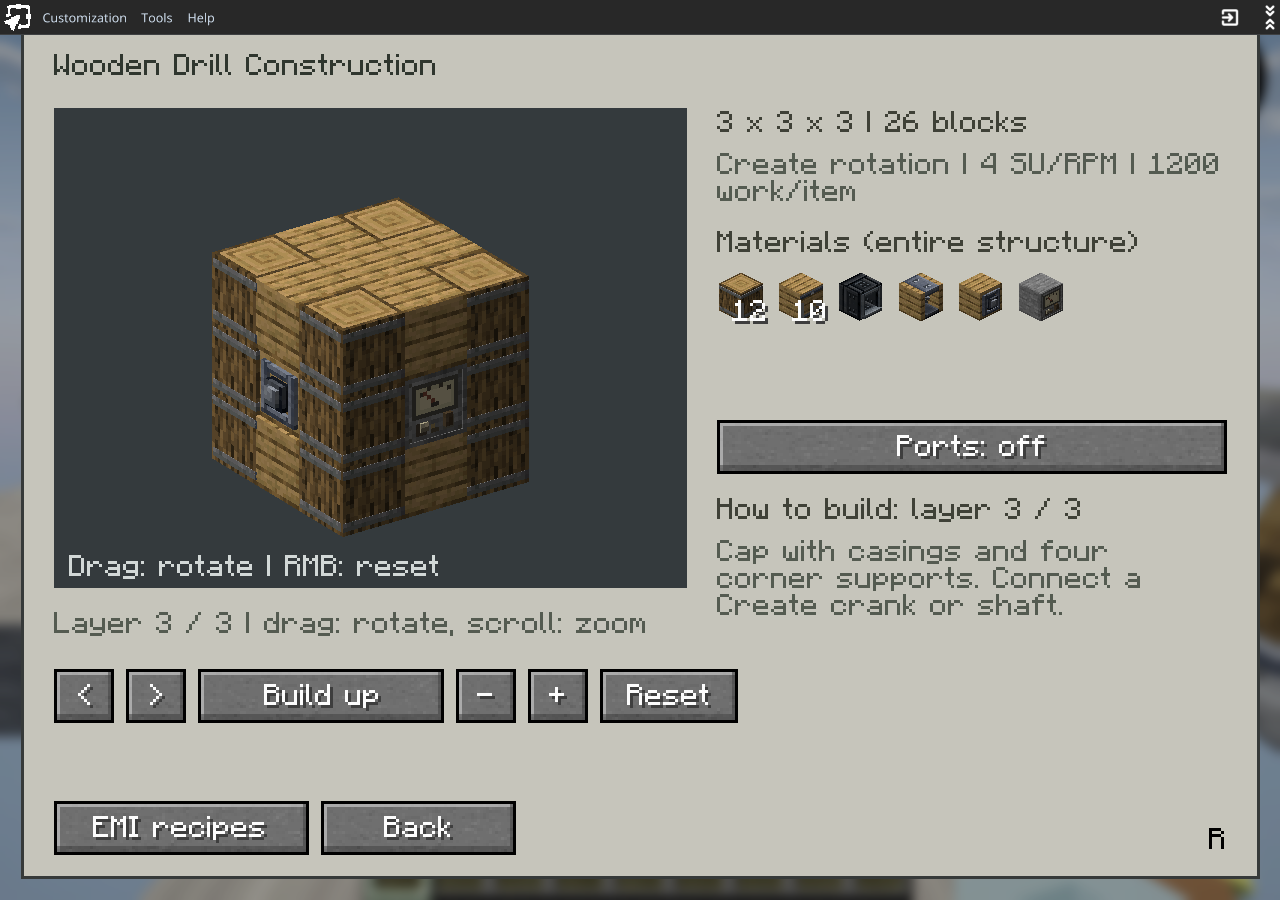 Customization Tools Help
Wooden Drill Construction
3 x 3 x 3 | 26 blocks
Create rotation | 4 SU/RPM | 1200
work/item
Materials (entire structure)
12 10
Ports: off
How to build: layer 3 / 3
Cap with casings and four
corner supports. Connect a
Create crank or shaft.
Drag: rotate | RMB: reset
Layer 3 / 3 | drag: rotate, scroll: zoom
< > Build up - + Reset
EMI recipes Back
R